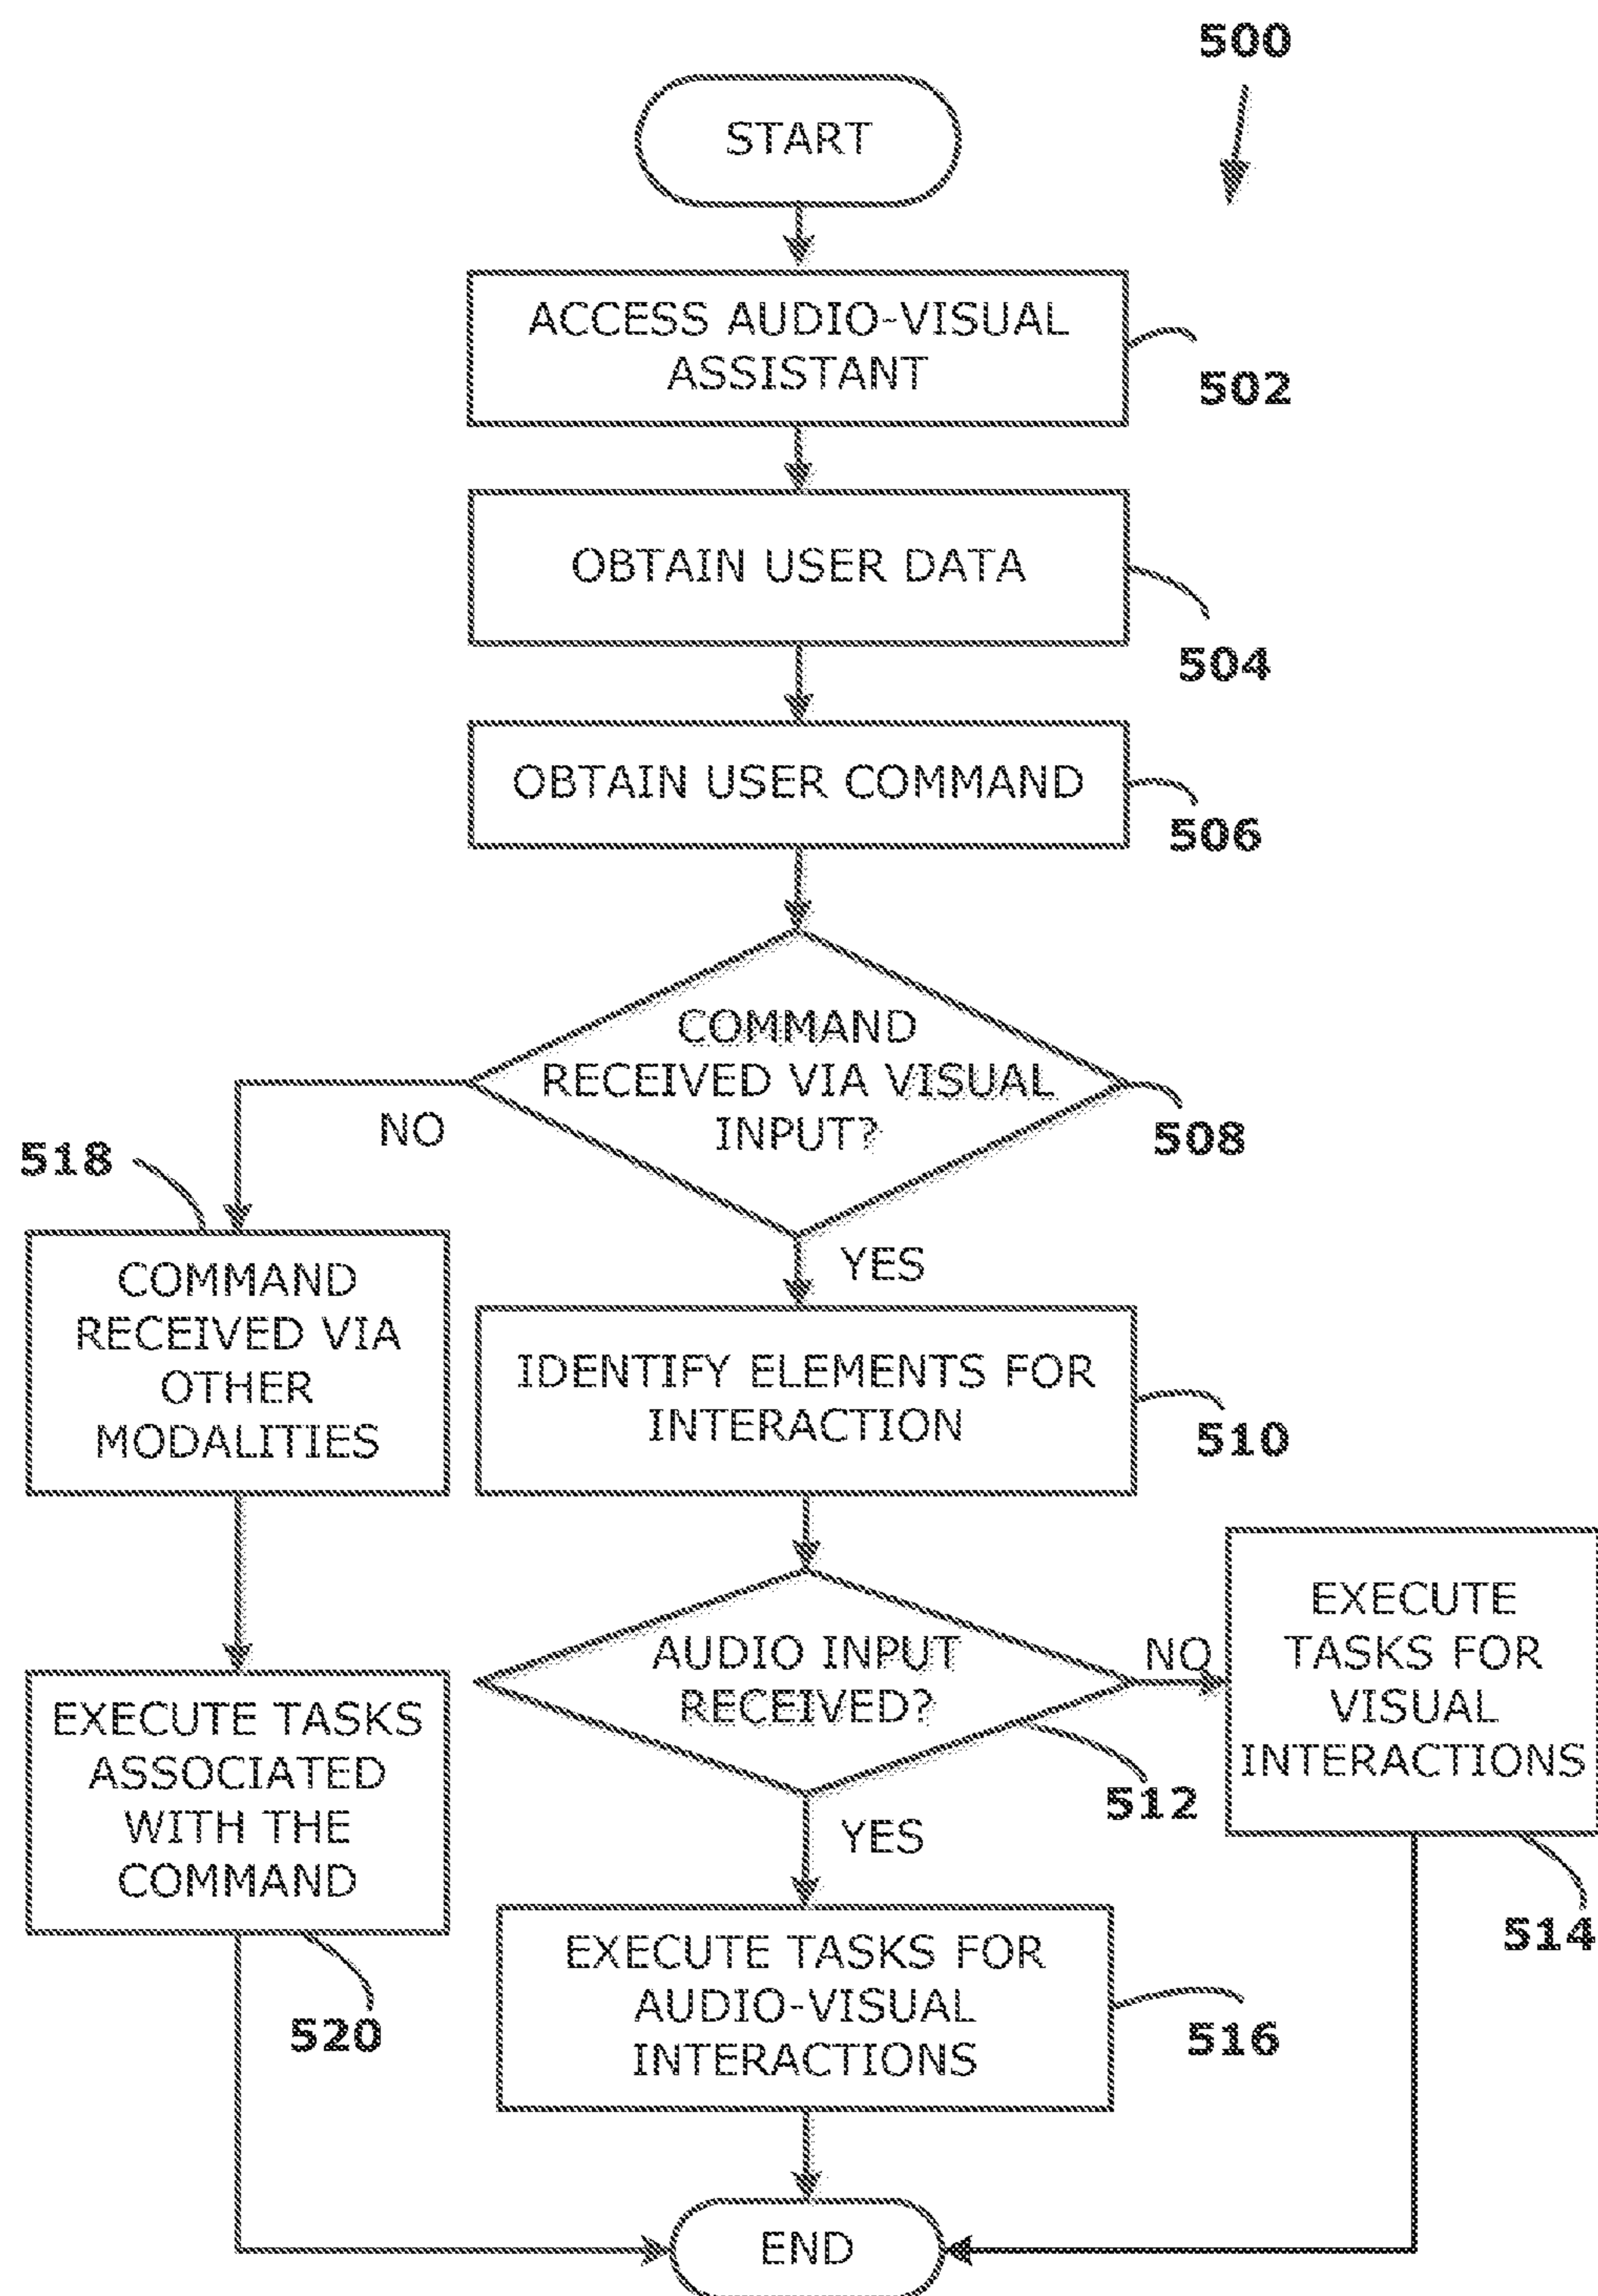 500
START
ACCESS AUDIO-VISUAL
ASSISTANT
502
OBTAIN USER DATA
504
OBTAIN USER COMMAND
506
COMMAND
RECEIVED VIA VISUAL
INPUT?
508
NO
YES
518
COMMAND
RECEIVED VIA
OTHER
MODALITIES
IDENTIFY ELEMENTS FOR
INTERACTION
510
AUDIO INPUT
RECEIVED?
512
NO
YES
EXECUTE
TASKS FOR
VISUAL
INTERACTIONS
514
EXECUTE TASKS
ASSOCIATED
WITH THE
COMMAND
520
EXECUTE TASKS FOR
AUDIO-VISUAL
INTERACTIONS
516
END